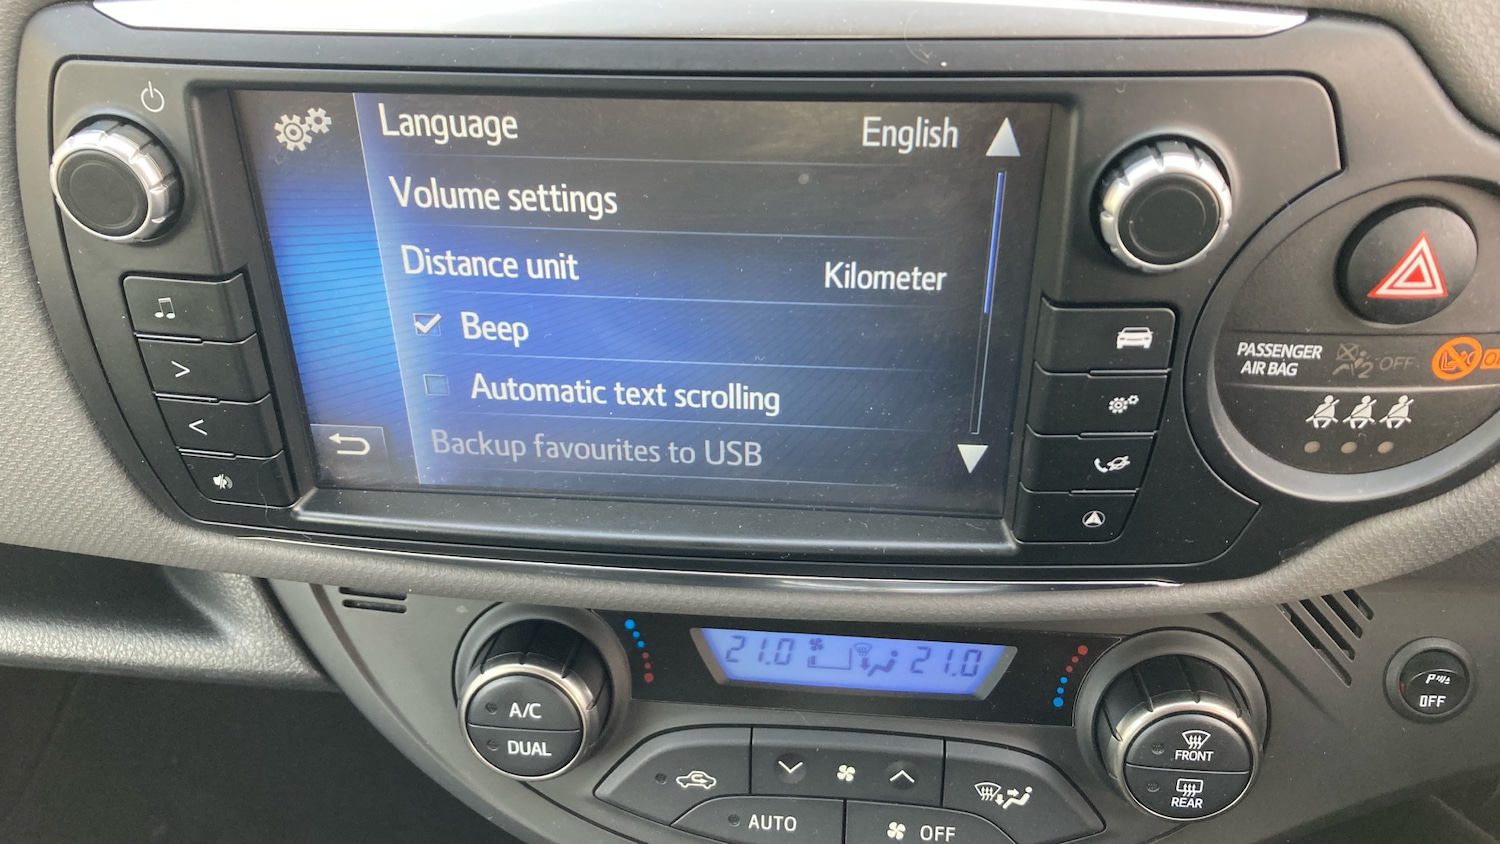 Language English
Volume settings
Distance unit Kilometer
Beep
Automatic text scrolling
Backup favourites to USB
PASSENGER
AIR BAG
2 OFF
21.0 21.0
A/C
DUAL
FRONT
REAR
P
OFF
AUTO
OFF